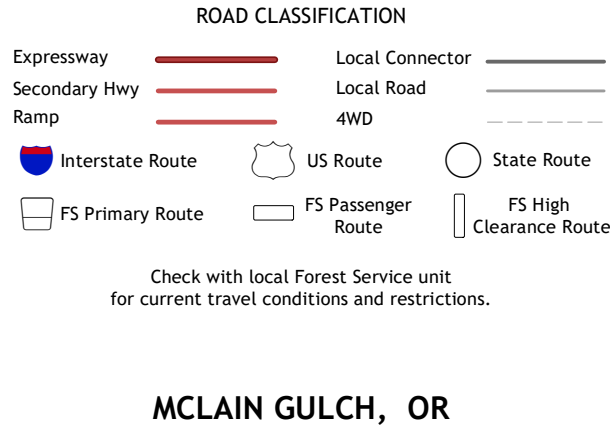 ROAD CLASSIFICATION
Expressway
Local Connector
Secondary Hwy
Local Road
Ramp
4WD
Interstate Route
US Route
State Route
FS Primary Route
FS Passenger
Route
FS High
Clearance Route
Check with local Forest Service unit
for current travel conditions and restrictions.
MCLAIN GULCH, OR